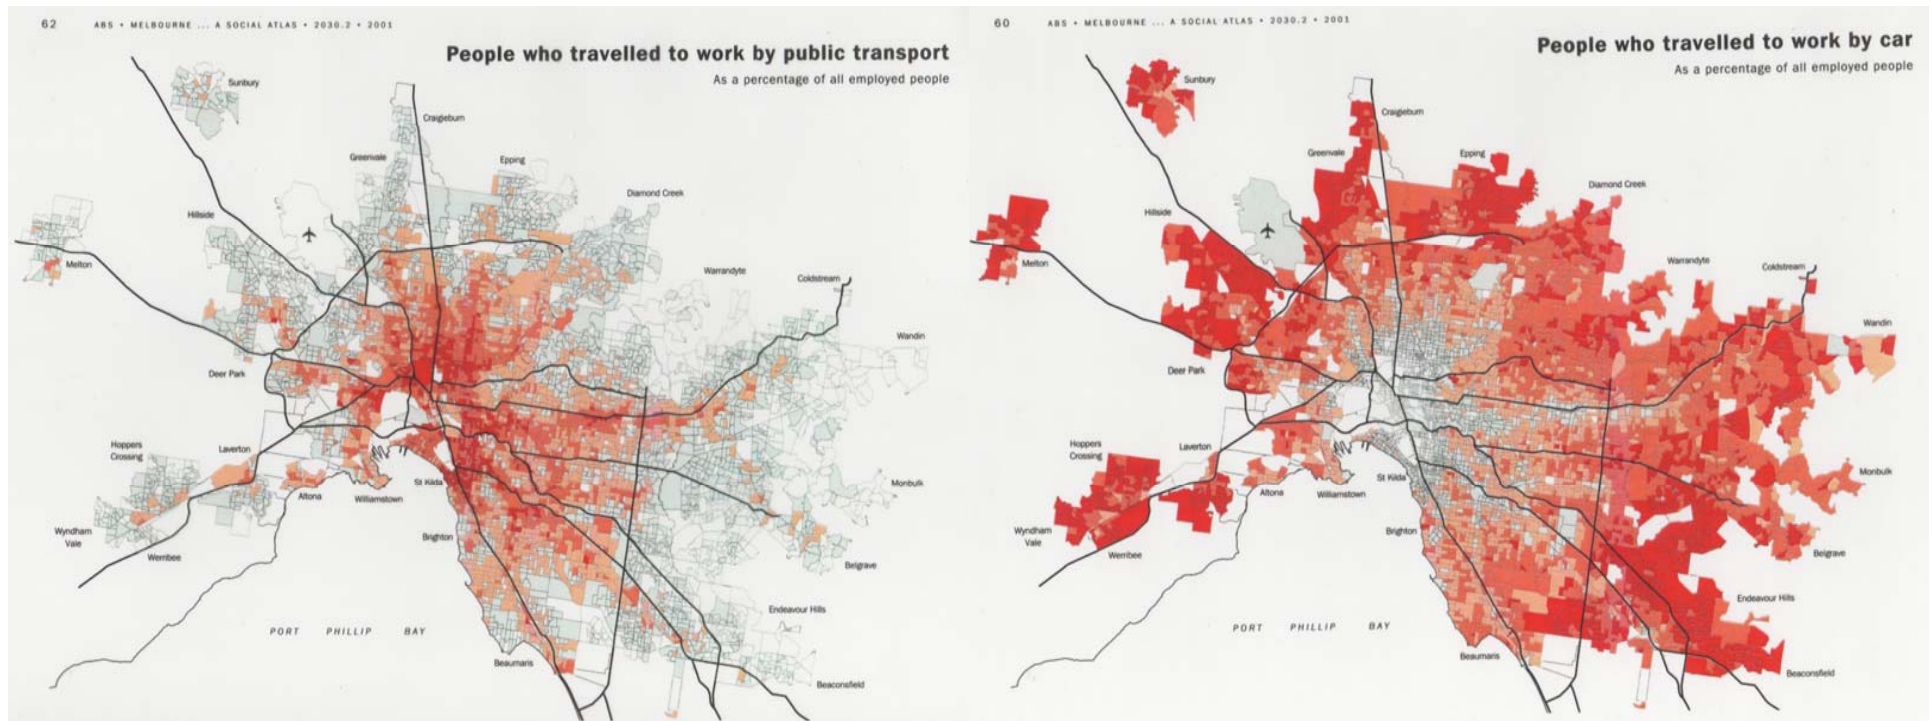 62 ABS • MELBOURNE ... A SOCIAL ATLAS • 2030.2 • 2001
People who travelled to work by public transport
As a percentage of all employed people
Sunbury
Craigieburn
Greenvale
Epping
Diamond Creek
Hillside
Melton
Warrandyte
Coldstream
Wandin
Deer Park
Hoppers
Crossing
Laverton
Altona
Williamstown
St Kilda
Monbulk
Wyndham
Vale
Werribee
Brighton
Belgrave
Endeavour Hills
PORT PHILLIP BAY
Beaumaris
Beaconsfield
60 ABS • MELBOURNE ... A SOCIAL ATLAS • 2030.2 • 2001
People who travelled to work by car
As a percentage of all employed people
Sunbury
Craigieburn
Greenvale
Epping
Diamond Creek
Hillside
Melton
Warrandyte
Coldstream
Wandin
Deer Park
Hoppers
Crossing
Laverton
Altona
Williamstown
St Kilda
Monbulk
Wyndham
Vale
Werribee
Brighton
Belgrave
Endeavour Hills
PORT PHILLIP BAY
Beaumaris
Beaconsfield